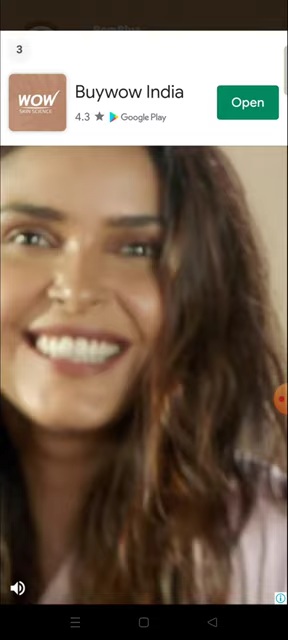 3
WOW
SKIN SCIENCE
Buywow India
4.3 ★ Google Play
Open